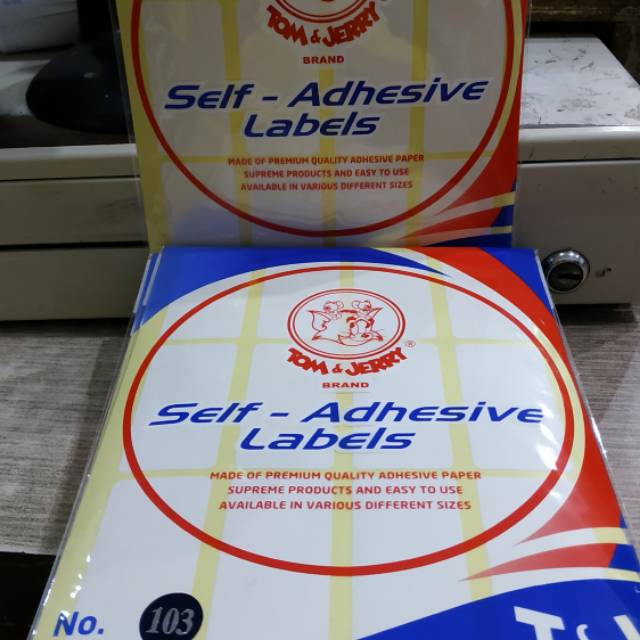 TOM & JERRY ®
BRAND
Self - Adhesive
Labels
MADE OF PREMIUM QUALITY ADHESIVE PAPER
SUPREME PRODUCTS AND EASY TO USE
AVAILABLE IN VARIOUS DIFFERENT SIZES
TOM & JERRY ®
BRAND
Self - Adhesive
Labels
MADE OF PREMIUM QUALITY ADHESIVE PAPER
SUPREME PRODUCTS AND EASY TO USE
AVAILABLE IN VARIOUS DIFFERENT SIZES
No. 103